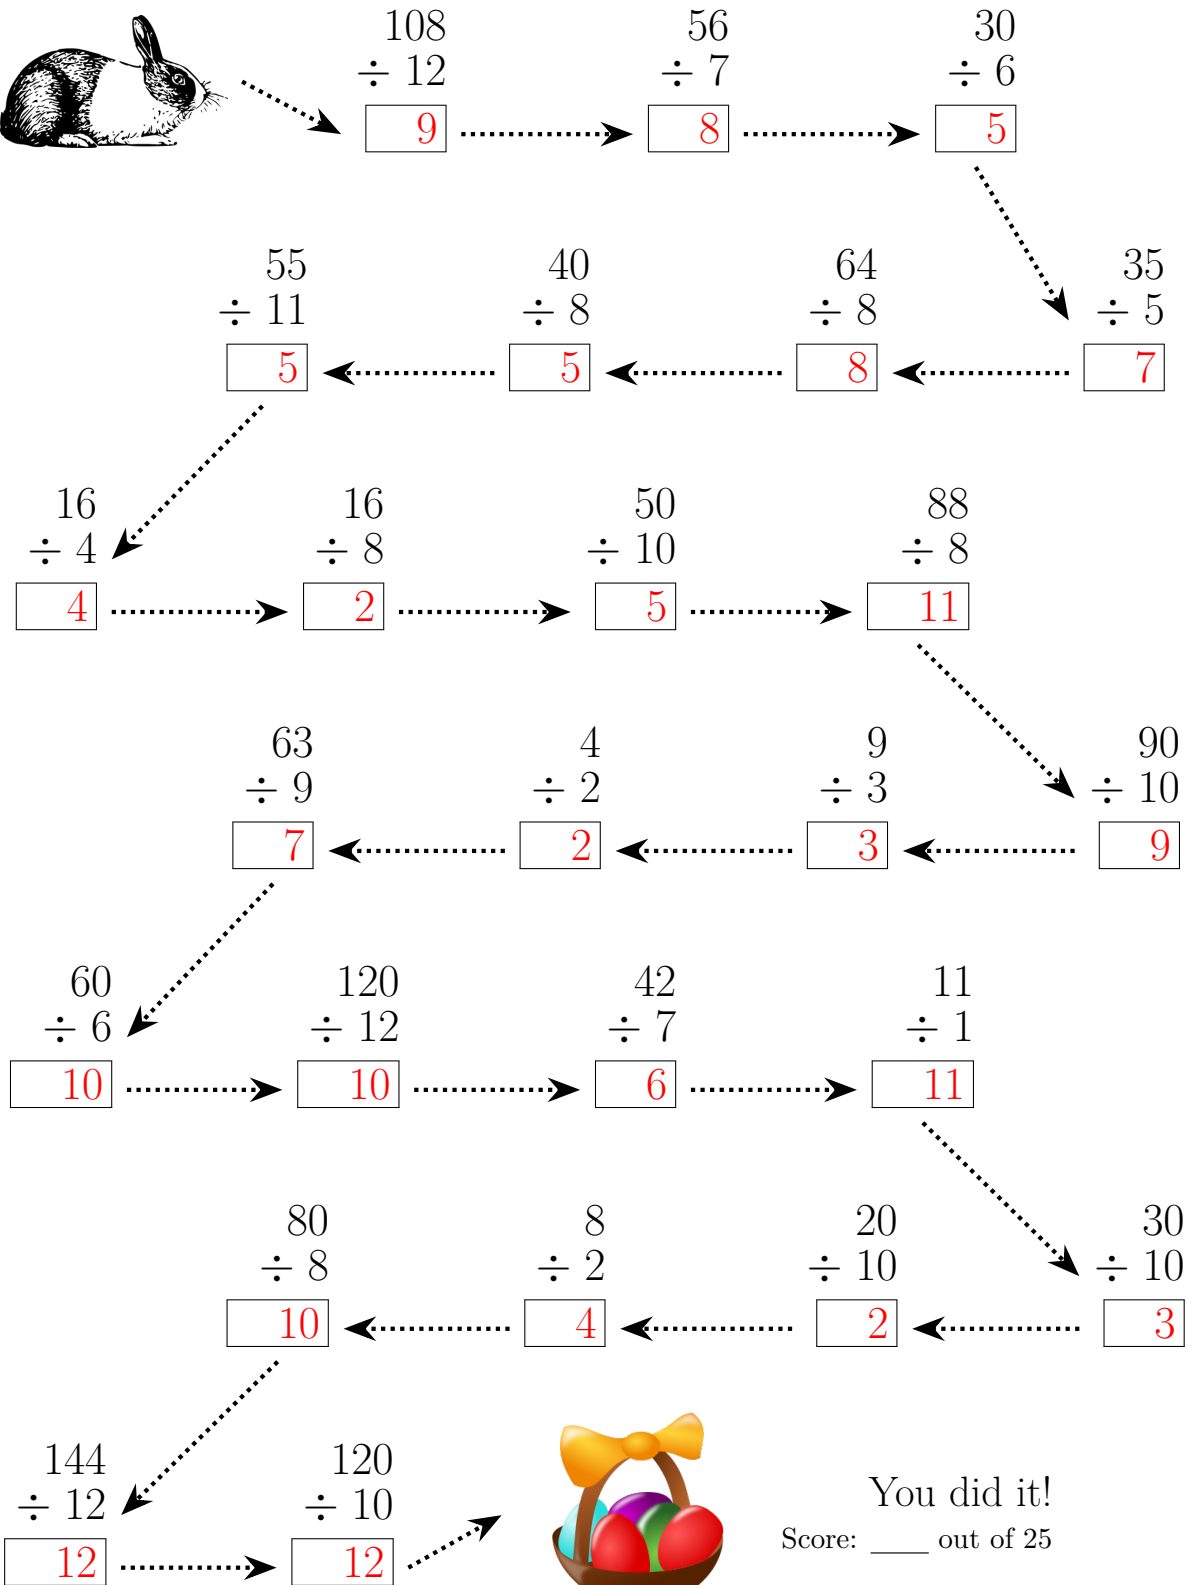 108 56 30
÷ 12 ÷ 7 ÷ 6
9 8 5
55 40 64 35
÷ 11 ÷ 8 ÷ 8 ÷ 5
5 5 8 7
16 16 50 88
÷ 4 ÷ 8 ÷ 10 ÷ 8
4 2 5 11
63 4 9 90
÷ 9 ÷ 2 ÷ 3 ÷ 10
7 2 3 9
60 120 42 11
÷ 6 ÷ 12 ÷ 7 ÷ 1
10 10 6 11
80 8 20 30
÷ 8 ÷ 2 ÷ 10 ÷ 10
10 4 2 3
144 120
÷ 12 ÷ 10
12 12
You did it!
Score: ____ out of 25